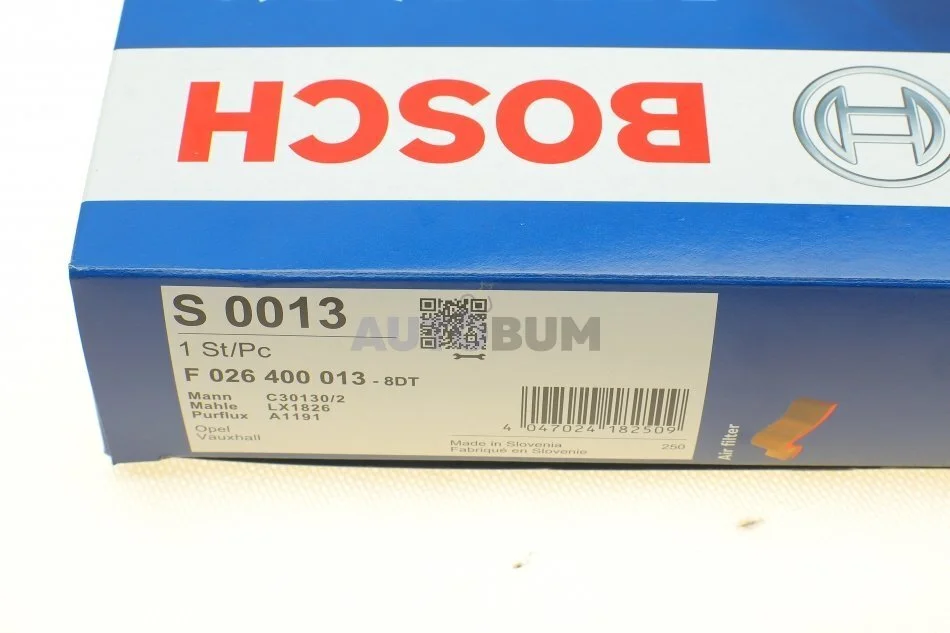 BOSCH
S 0013
AUTOBUM
1 St/Pc
F 026 400 013 - 8DT
Mann C30130/2
Mahle LX1826
Purflux A1191
Opel
Vauxhall
4 047024 182509
Made in Slovenia
Fabriqué en Slovenie
250
Air filter